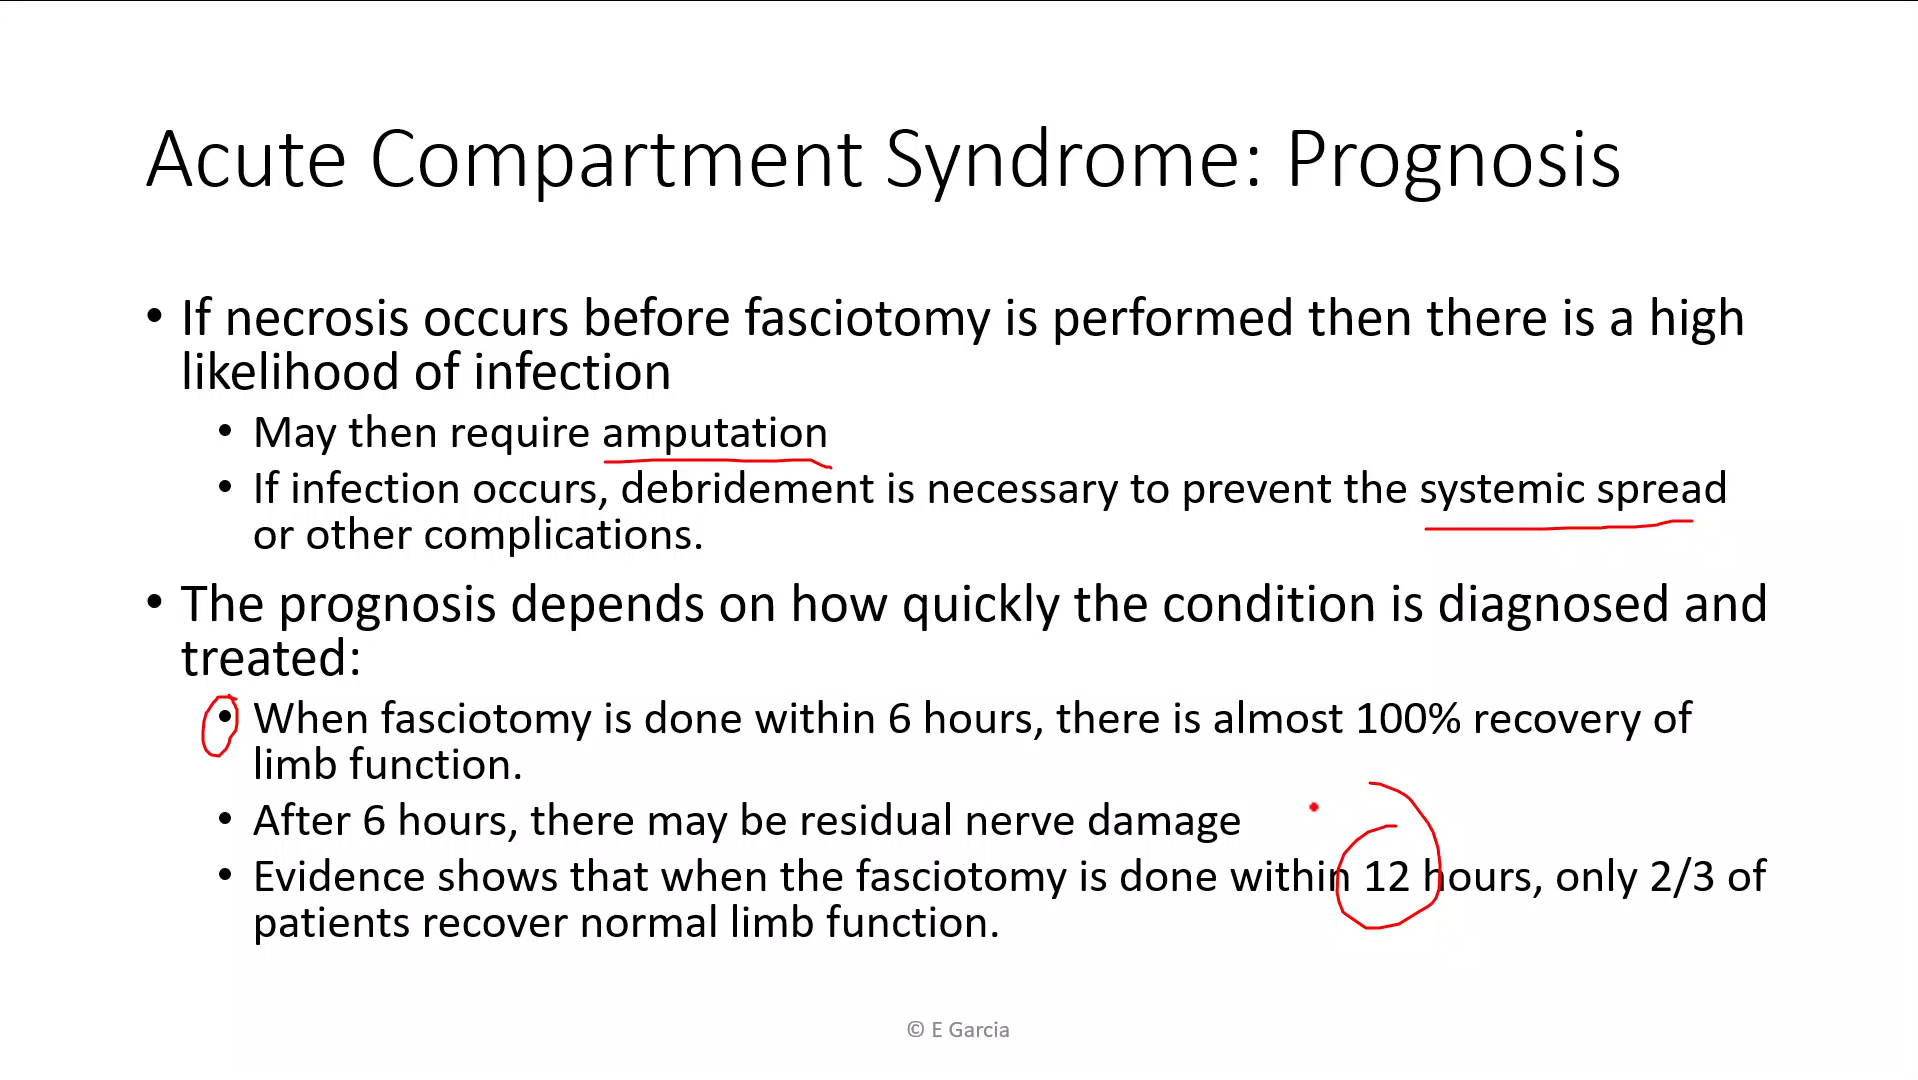 Acute Compartment Syndrome: Prognosis
• If necrosis occurs before fasciotomy is performed then there is a high
likelihood of infection
• May then require amputation
• If infection occurs, debridement is necessary to prevent the systemic spread
or other complications.
• The prognosis depends on how quickly the condition is diagnosed and
treated:
• When fasciotomy is done within 6 hours, there is almost 100% recovery of
limb function.
• After 6 hours, there may be residual nerve damage
• Evidence shows that when the fasciotomy is done within 12 hours, only 2/3 of
patients recover normal limb function.
© E Garcia